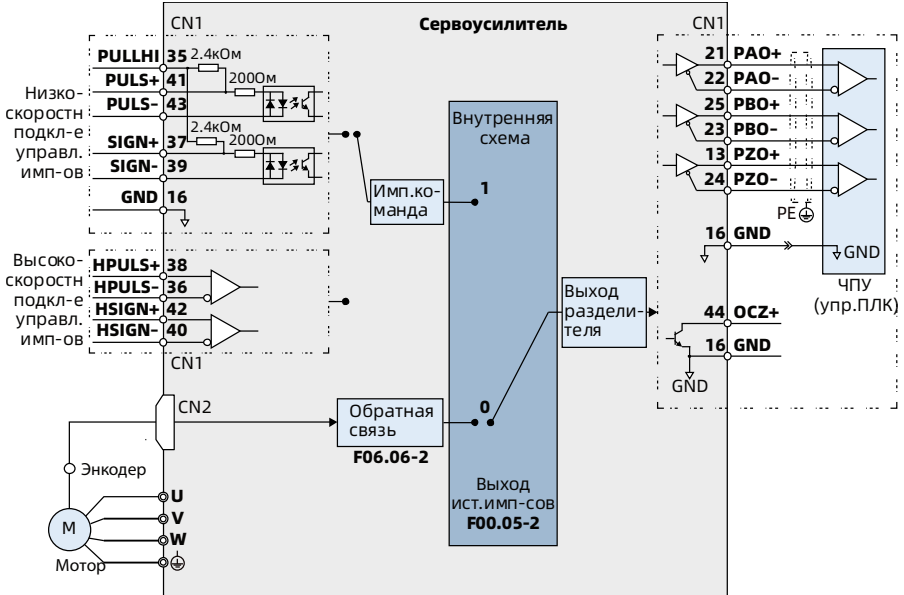 CN1
Сервоусилитель
CN1
PULLHI 35 2.4кОм
PULS+ 41 200Ом
PULS- 43
2.4кОм
SIGN+ 37 200Ом
SIGN- 39
GND 16
Низко-
скоростн
подкл-е
управл.
имп-ов
Высоко-
скоростн
подкл-е
управл.
имп-ов
HPULS+ 38
HPULS- 36
HSIGN+ 42
HSIGN- 40
CN1
Имп.ко-
манда
Внутренняя
схема
1
0
Выход
ист.имп-сов
F00.05-2
Выход
раздели-
теля
CN2
Обратная
связь
F06.06-2
Энкодер
M
Мотор
U
V
W
21 PAO+
22 PAO-
25 PBO+
23 PBO-
13 PZO+
24 PZO-
PE
16 GND
GND
ЧПУ
(упр.ПЛК)
44 OCZ+
16 GND
GND